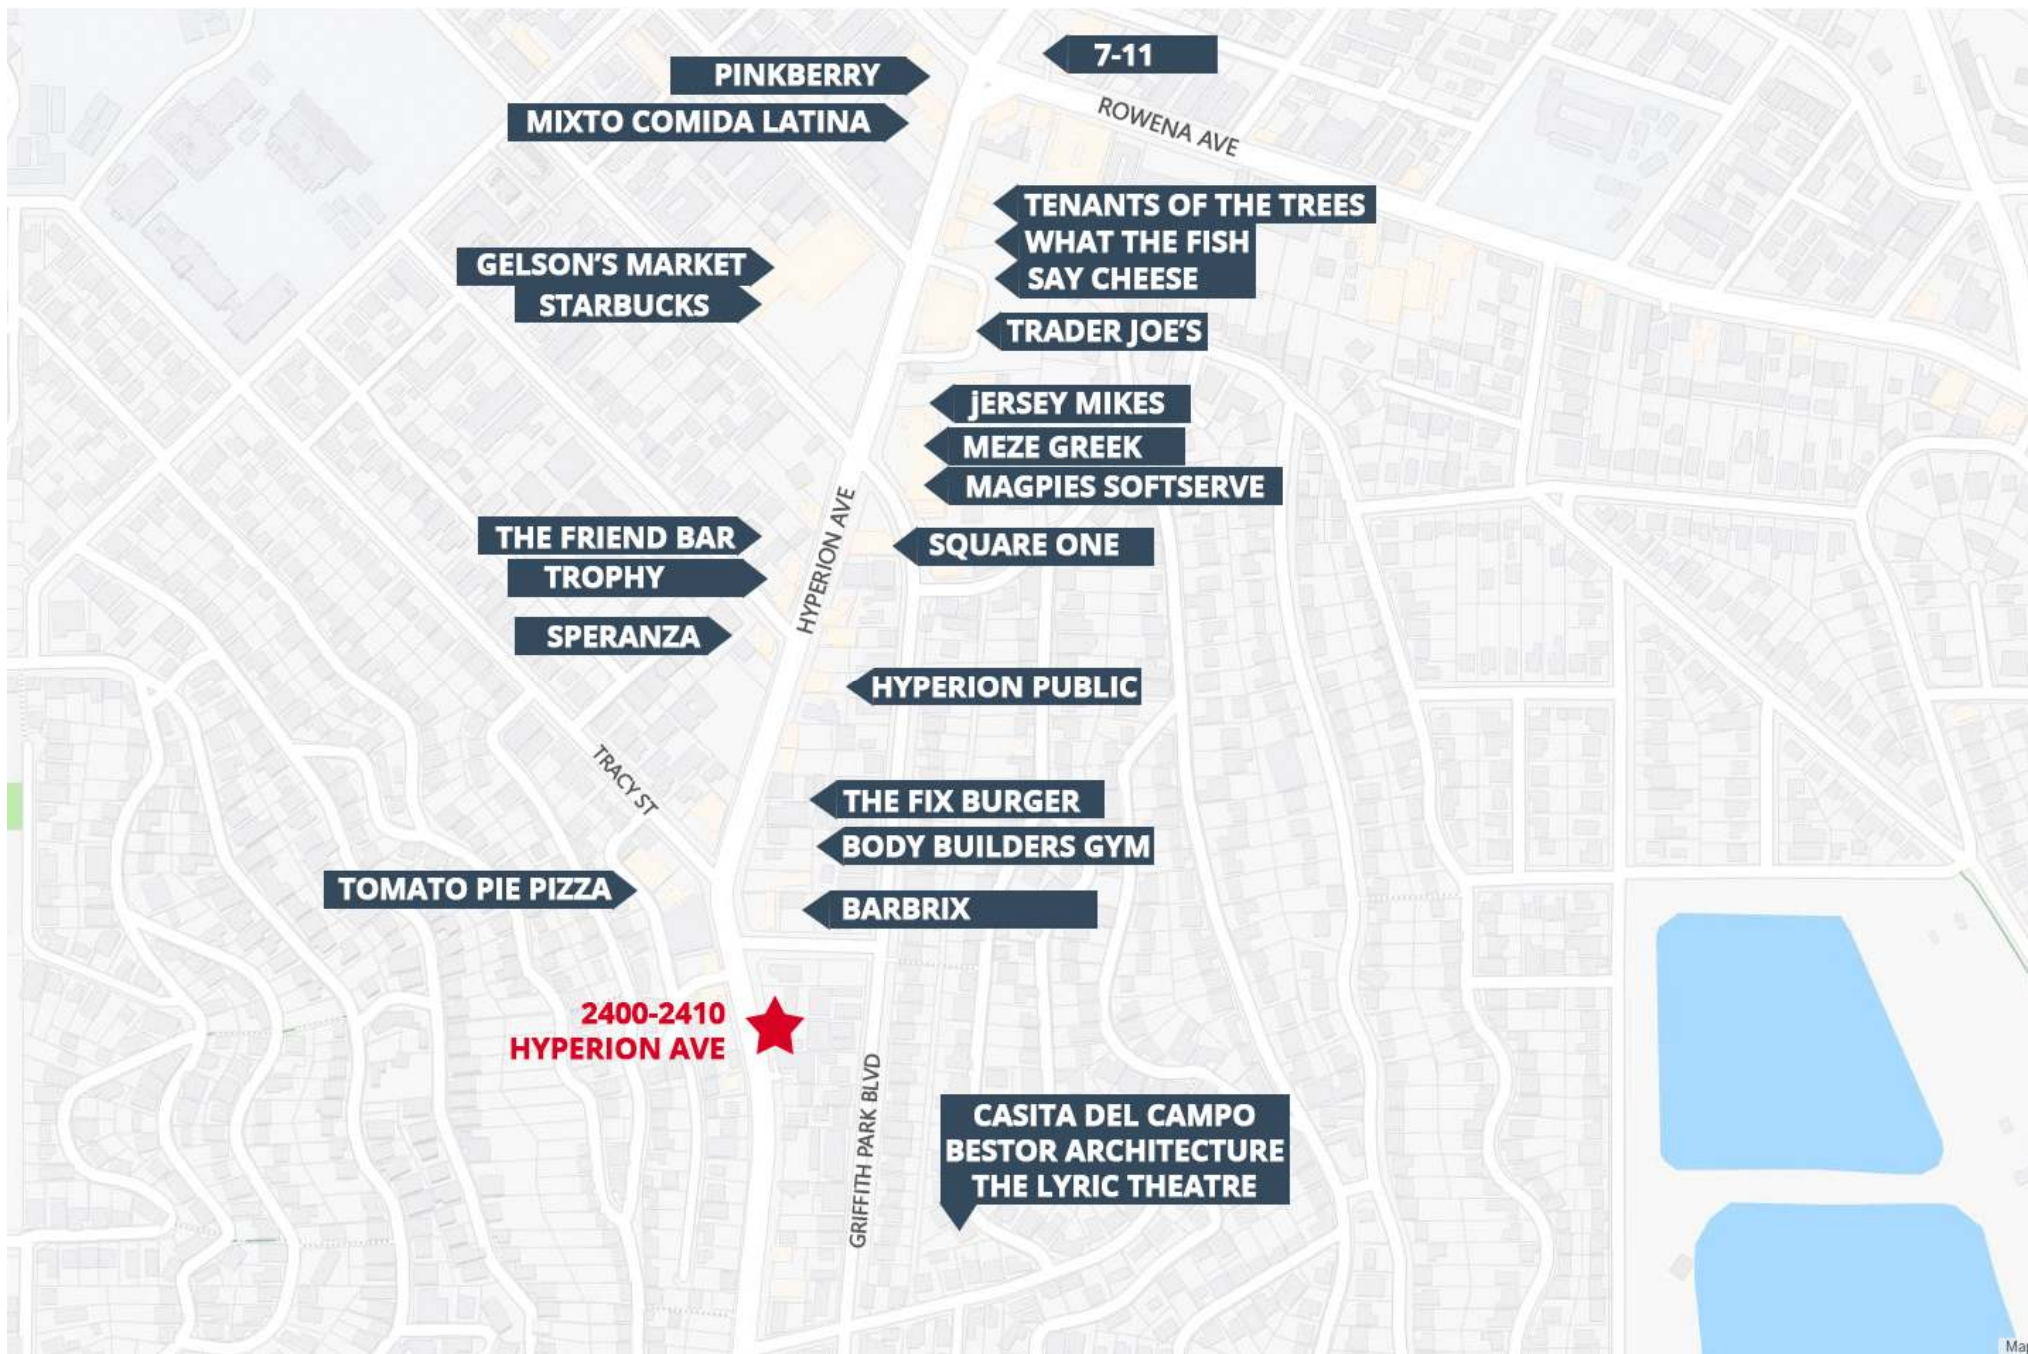 7-11
PINKBERRY
MIXTO COMIDA LATINA
ROWENA AVE
TENANTS OF THE TREES
WHAT THE FISH
GELSON'S MARKET
SAY CHEESE
STARBUCKS
TRADER JOE'S
jERSEY MIKES
MEZE GREEK
MAGPIES SOFTSERVE
HYPERION AVE
THE FRIEND BAR
SQUARE ONE
TROPHY
SPERANZA
HYPERION PUBLIC
TRACY ST
THE FIX BURGER
BODY BUILDERS GYM
TOMATO PIE PIZZA
BARBRIX
2400-2410
HYPERION AVE
GRIFFITH PARK BLVD
CASITA DEL CAMPO
BESTOR ARCHITECTURE
THE LYRIC THEATRE
Map